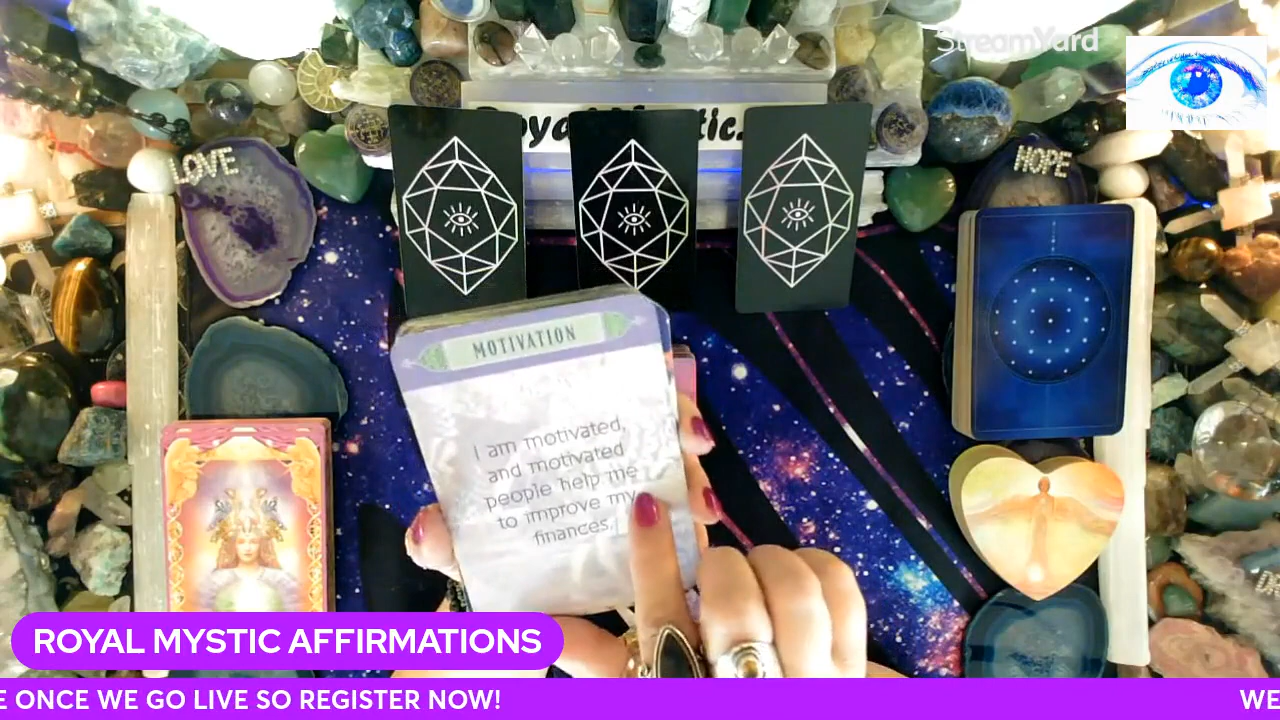 StreamYard
LOVE
HOPE
MOTIVATION
I am motivated,
and motivated
people help me
to improve my
finances.
ROYAL MYSTIC AFFIRMATIONS
E ONCE WE GO LIVE SO REGISTER NOW!
WE